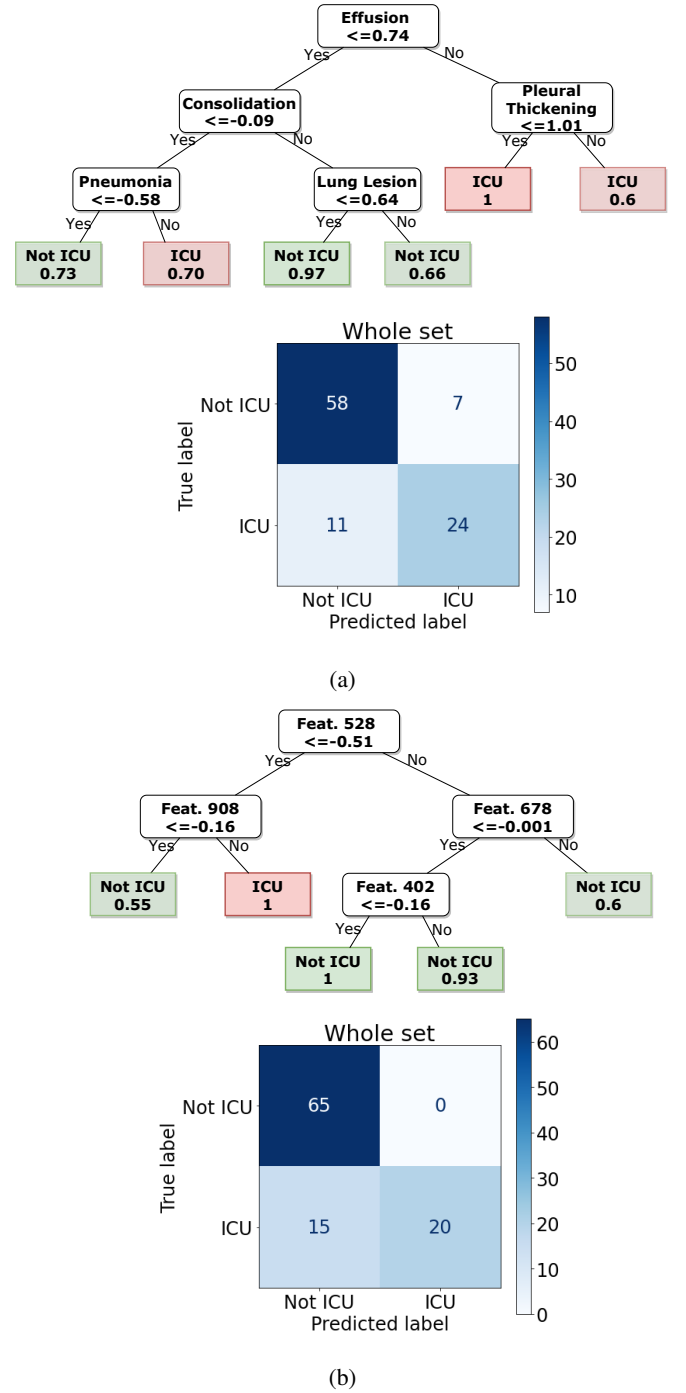 Effusion
<=0.74
Yes
No
Consolidation
<=-0.09
Pleural
Thickening
<=1.01
Yes
No
Yes
No
Pneumonia
<=-0.58
Lung Lesion
<=0.64
ICU
1
ICU
0.6
Yes
No
Yes
No
Not ICU
0.73
ICU
0.70
Not ICU
0.97
Not ICU
0.66
Whole set
Not ICU
58
7
ICU
11
24
Not ICU
ICU
Predicted label
True label
50
40
30
20
10
(a)
Feat. 528
<=-0.51
Yes
No
Feat. 908
<=-0.16
Feat. 678
<=-0.001
Yes
No
Yes
No
Not ICU
0.55
ICU
1
Feat. 402
<=-0.16
Not ICU
0.6
Yes
No
Not ICU
1
Not ICU
0.93
Whole set
Not ICU
65
0
ICU
15
20
Not ICU
ICU
Predicted label
True label
60
50
40
30
20
10
0
(b)